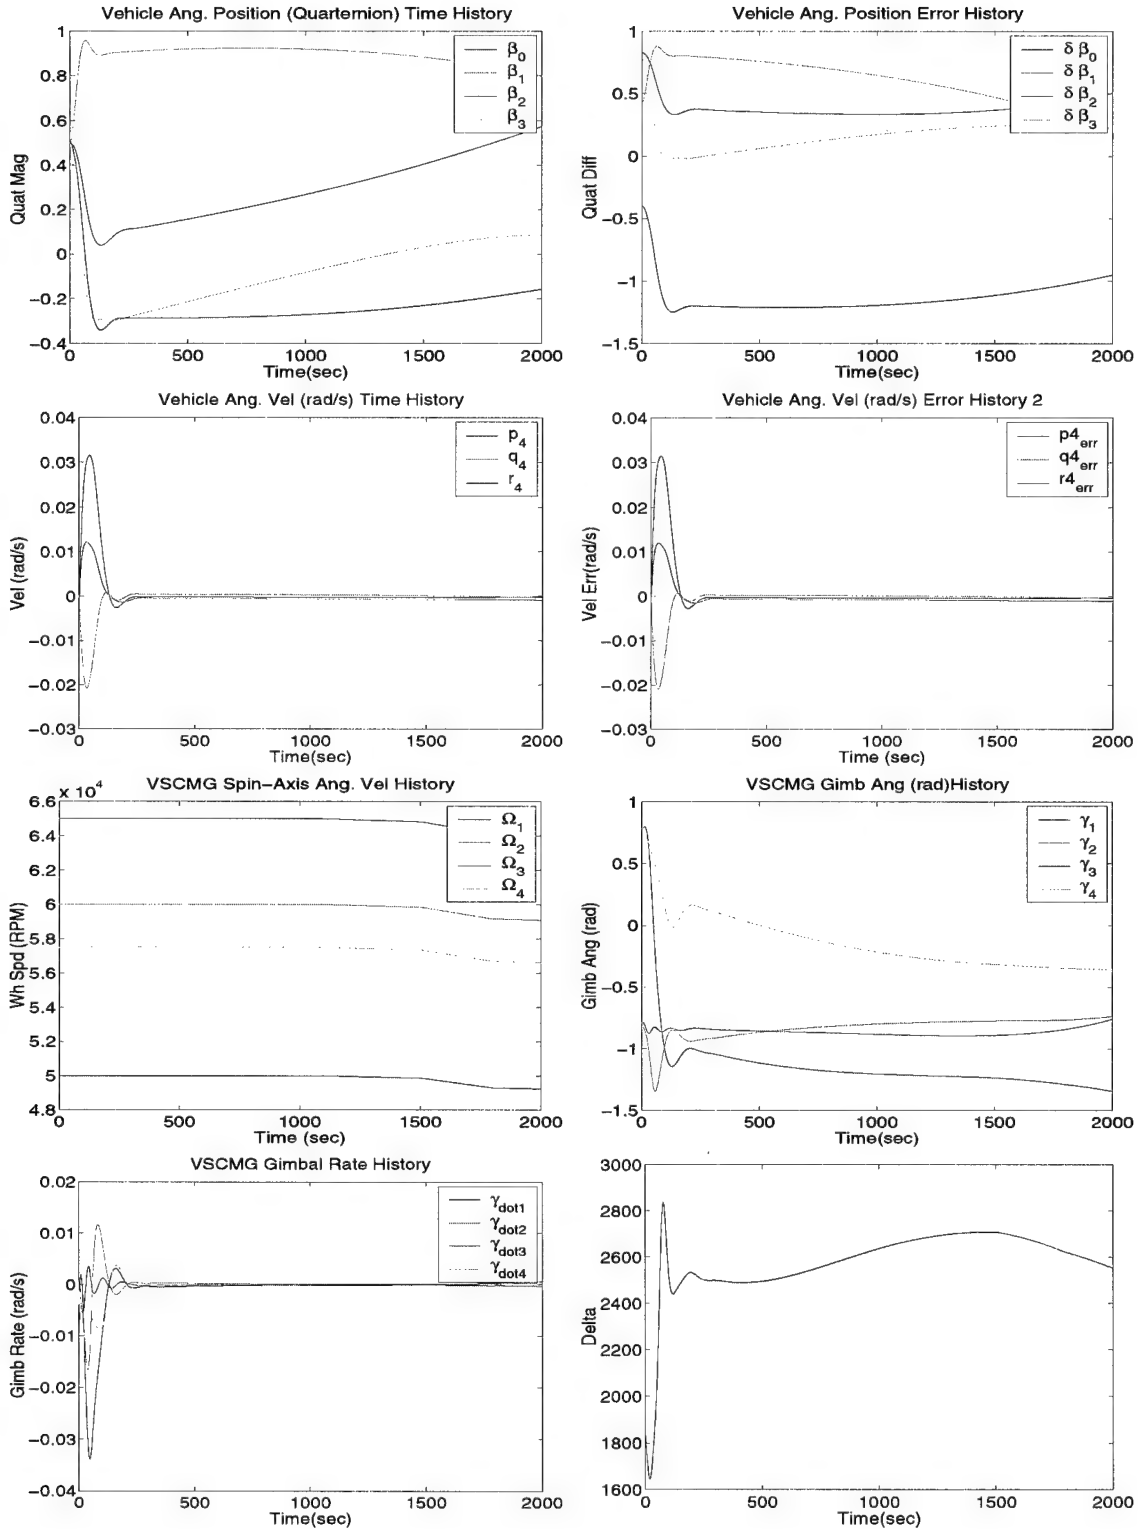 Vehicle Ang. Position (Quarternion) Time History
1
0.8
0.6
0.4
0.2
0
−0.2
−0.4
Quat Mag
β0
β1
β2
β3
0 500 1000 1500 2000
Time(sec)
Vehicle Ang. Position Error History
1
0.5
0
−0.5
−1
−1.5
Quat Diff
δ β0
δ β1
δ β2
δ β3
0 500 1000 1500 2000
Time(sec)
Vehicle Ang. Vel (rad/s) Time History
0.04
0.03
0.02
0.01
0
−0.01
−0.02
−0.03
Vel (rad/s)
p4
q4
r4
0 500 1000 1500 2000
Time(sec)
Vehicle Ang. Vel (rad/s) Error History 2
0.04
0.03
0.02
0.01
0
−0.01
−0.02
−0.03
Vel Err(rad/s)
p4err
q4err
r4err
0 500 1000 1500 2000
Time (sec)
VSCMG Spin−Axis Ang. Vel History
x 10^4
6.6
6.4
6.2
6
5.8
5.6
5.4
5.2
5
4.8
Wh Spd (RPM)
Ω1
Ω2
Ω3
Ω4
0 500 1000 1500 2000
Time (sec)
VSCMG Gimb Ang (rad)History
1
0.5
0
−0.5
−1
−1.5
Gimb Ang (rad)
γ1
γ2
γ3
γ4
0 500 1000 1500 2000
Time(sec)
VSCMG Gimbal Rate History
0.02
0.01
0
−0.01
−0.02
−0.03
−0.04
Gimb Rate (rad/s)
γdot1
γdot2
γdot3
γdot4
0 500 1000 1500 2000
Time(sec)
3000
2800
2600
2400
2200
2000
1800
1600
Delta
0 500 1000 1500 2000
Time(sec)